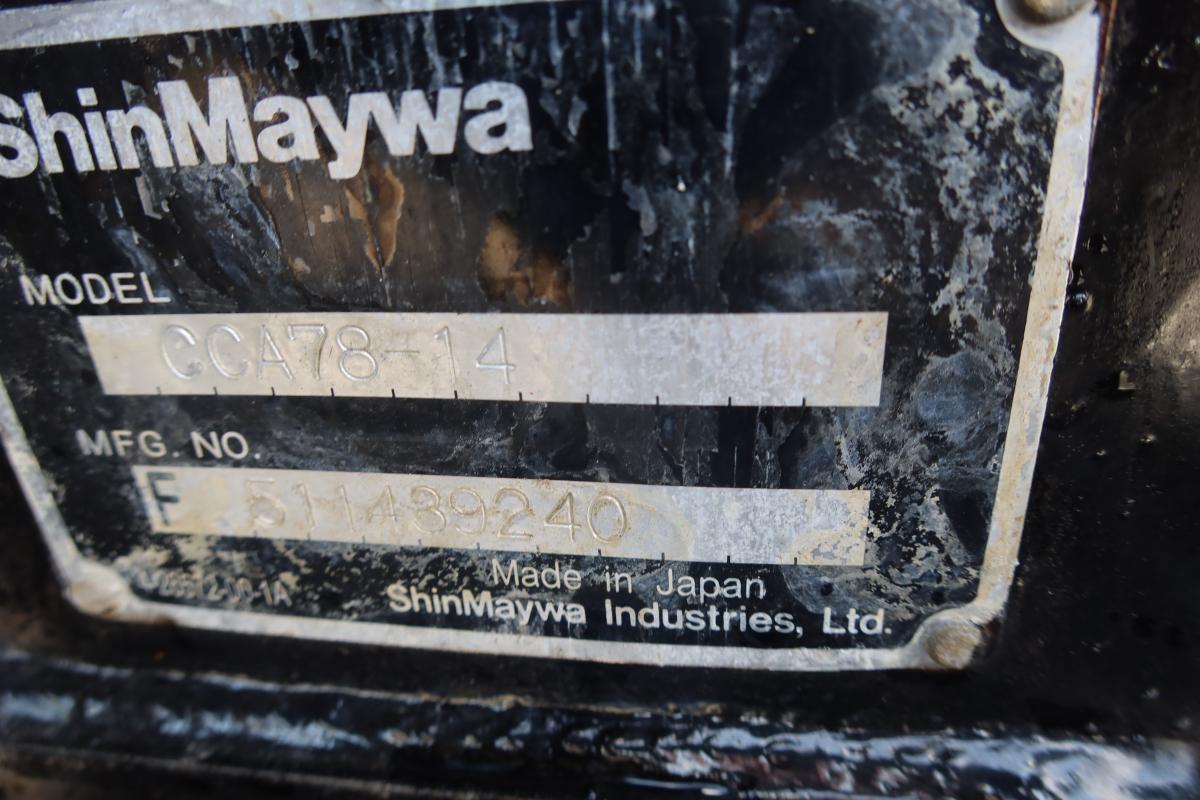 ShinMaywa
MODEL
CCA78-14
MFG. NO.
F 511439240
Made in Japan
ShinMaywa Industries, Ltd.